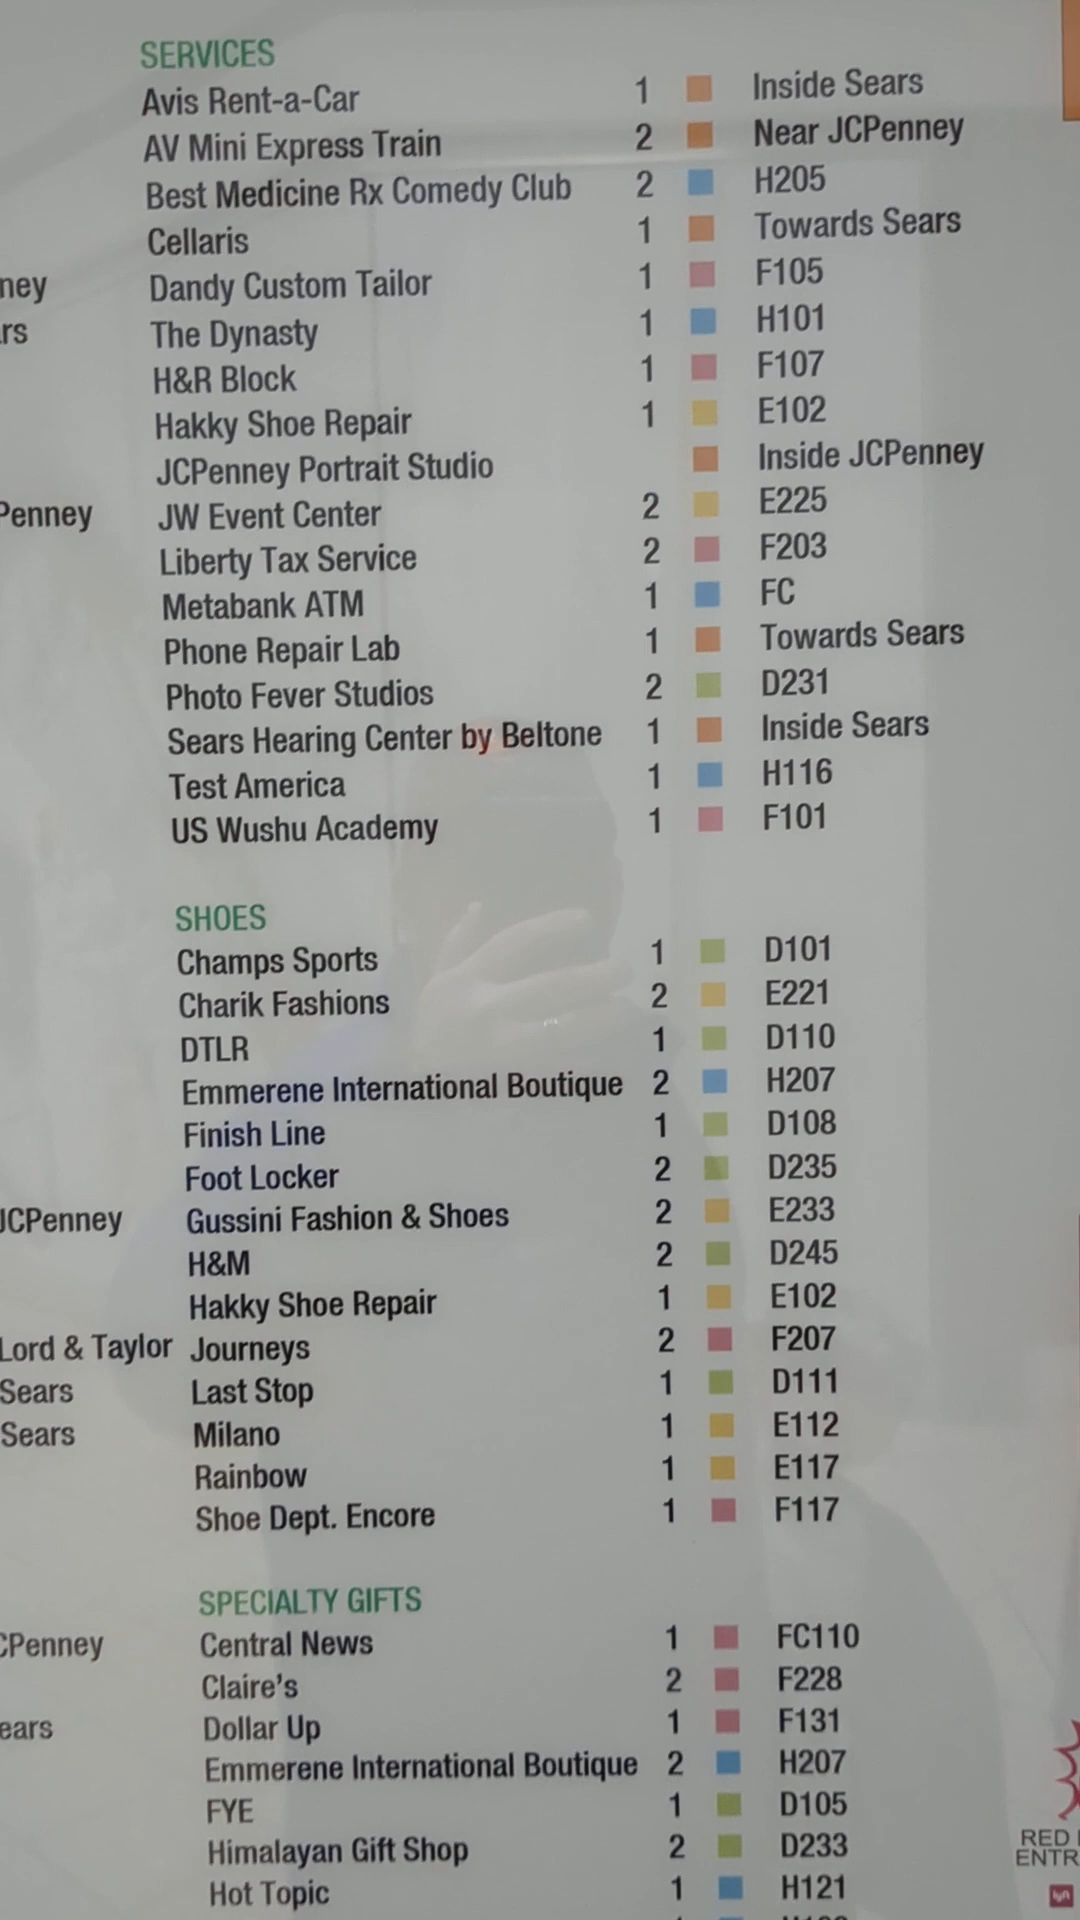 SERVICES
Avis Rent-a-Car 1 Inside Sears
AV Mini Express Train 2 Near JCPenney
Best Medicine Rx Comedy Club 2 H205
Cellaris 1 Towards Sears
ney Dandy Custom Tailor 1 F105
rs The Dynasty 1 H101
H&R Block 1 F107
Hakky Shoe Repair 1 E102
JCPenney Portrait Studio Inside JCPenney
Penney JW Event Center 2 E225
Liberty Tax Service 2 F203
Metabank ATM 1 FC
Phone Repair Lab 1 Towards Sears
Photo Fever Studios 2 D231
Sears Hearing Center by Beltone 1 Inside Sears
Test America 1 H116
US Wushu Academy 1 F101
SHOES
Champs Sports 1 D101
Charik Fashions 2 E221
DTLR 1 D110
Emmerene International Boutique 2 H207
Finish Line 1 D108
Foot Locker 2 D235
JCPenney Gussini Fashion & Shoes 2 E233
H&M 2 D245
Hakky Shoe Repair 1 E102
Lord & Taylor Journeys 2 F207
Sears Last Stop 1 D111
Sears Milano 1 E112
Rainbow 1 E117
Shoe Dept. Encore 1 F117
SPECIALTY GIFTS
CPenney Central News 1 FC110
Claire's 2 F228
ears Dollar Up 1 F131
Emmerene International Boutique 2 H207
FYE 1 D105
Himalayan Gift Shop 2 D233
Hot Topic 1 H121
RED
ENTR
lyft